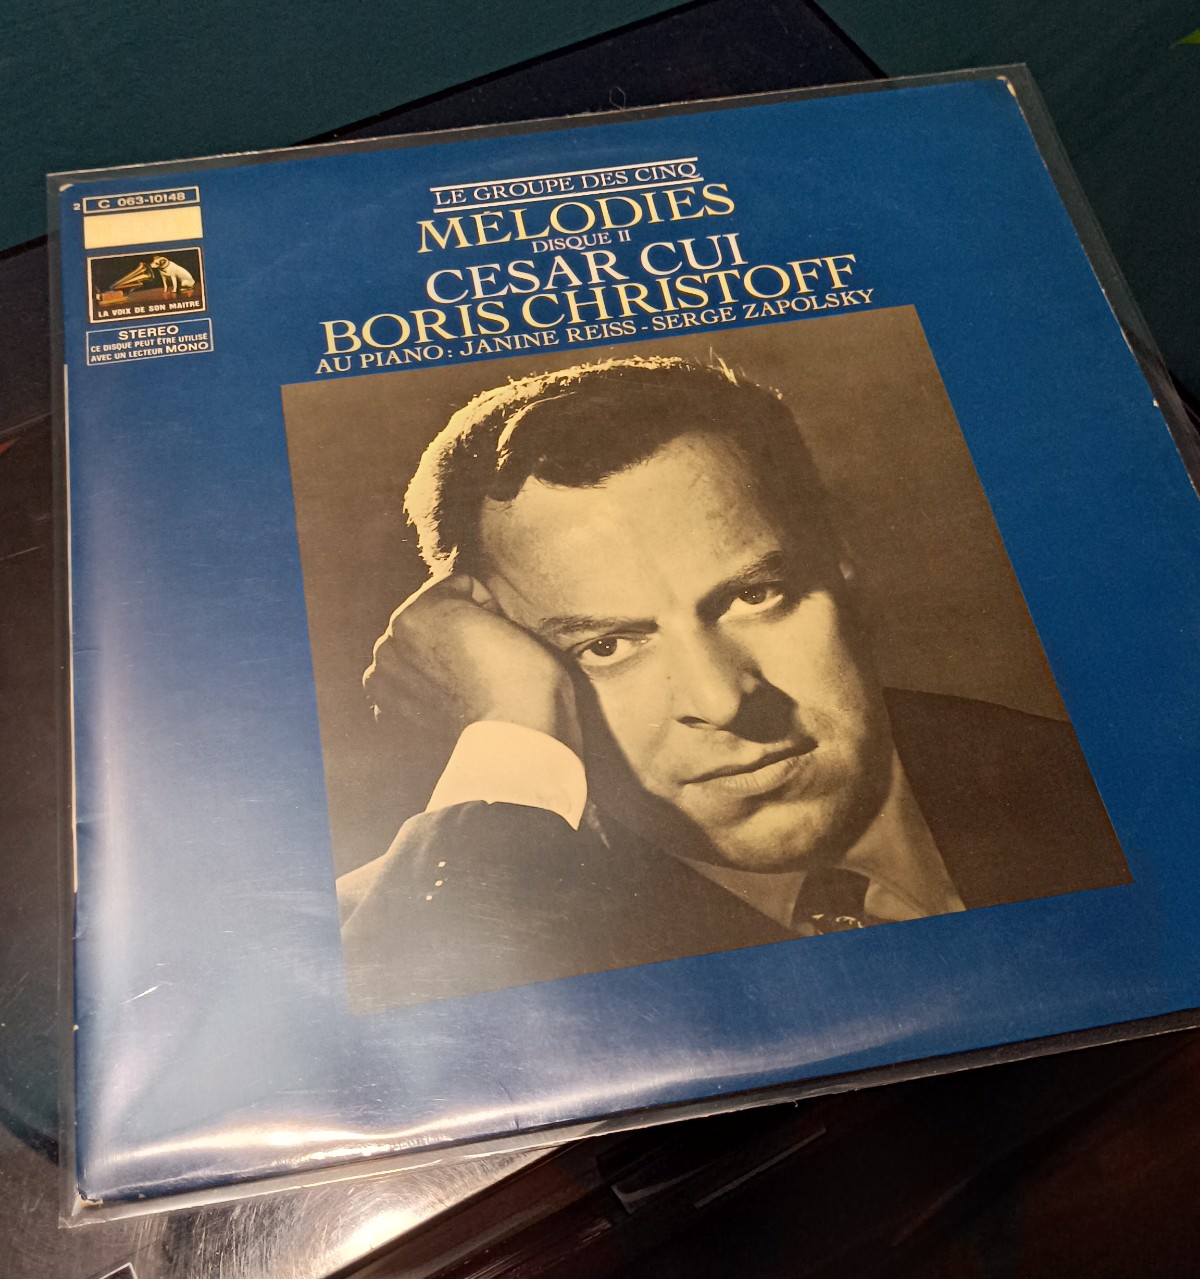 2 C 063-10148
LA VOIX DE SON MAITRE
STEREO
CE DISQUE PEUT ÊTRE UTILISÉ
AVEC UN LECTEUR MONO
LE GROUPE DES CINQ
MÉLODIES
DISQUE II
CESAR CUI
BORIS CHRISTOFF
AU PIANO: JANINE REISS - SERGE ZAPOLSKY